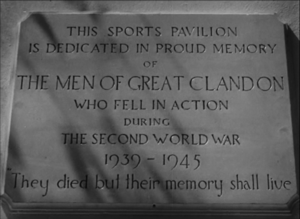 THIS SPORTS PAVILION
IS DEDICATED IN PROUD MEMORY
OF
THE MEN OF GREAT CLANDON
WHO FELL IN ACTION
DURING
THE SECOND WORLD WAR
1939 - 1945
"They died but their memory shall live